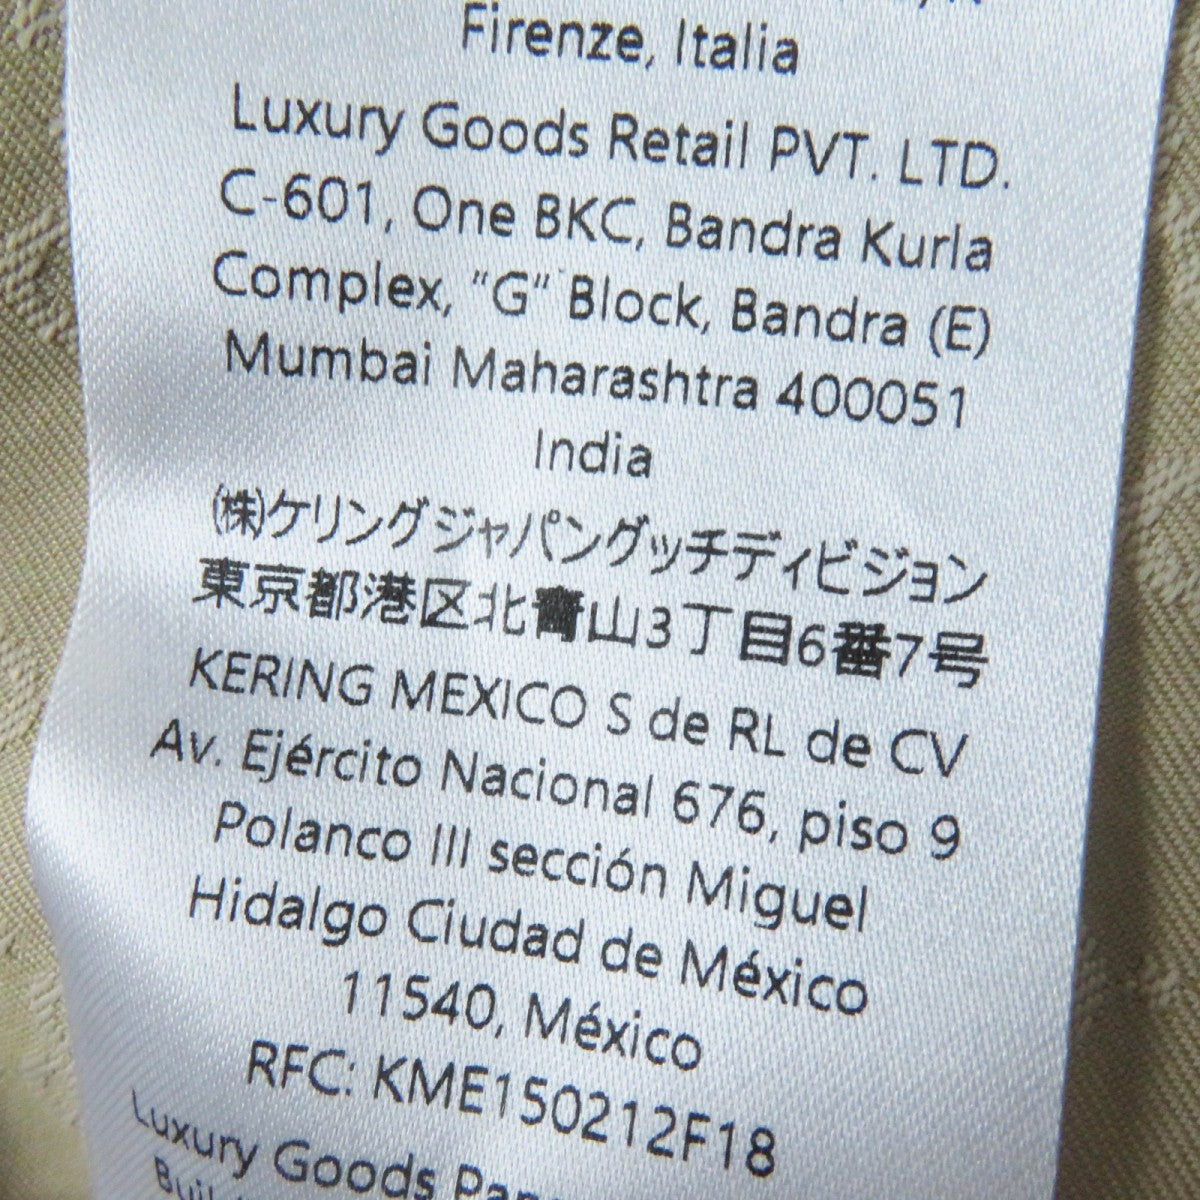 Firenze, Italia
Luxury Goods Retail PVT. LTD.
C-601, One BKC, Bandra Kurla
Complex, "G" Block, Bandra (E)
Mumbai Maharashtra 400051
India
(株)ケリングジャパングッチディビジョン
東京都港区北青山3丁目6番7号
KERING MEXICO S de RL de CV
Av. Ejército Nacional 676, piso 9
Polanco III sección Miguel
Hidalgo Ciudad de México
11540, México
RFC: KME150212F18
Luxury Goods